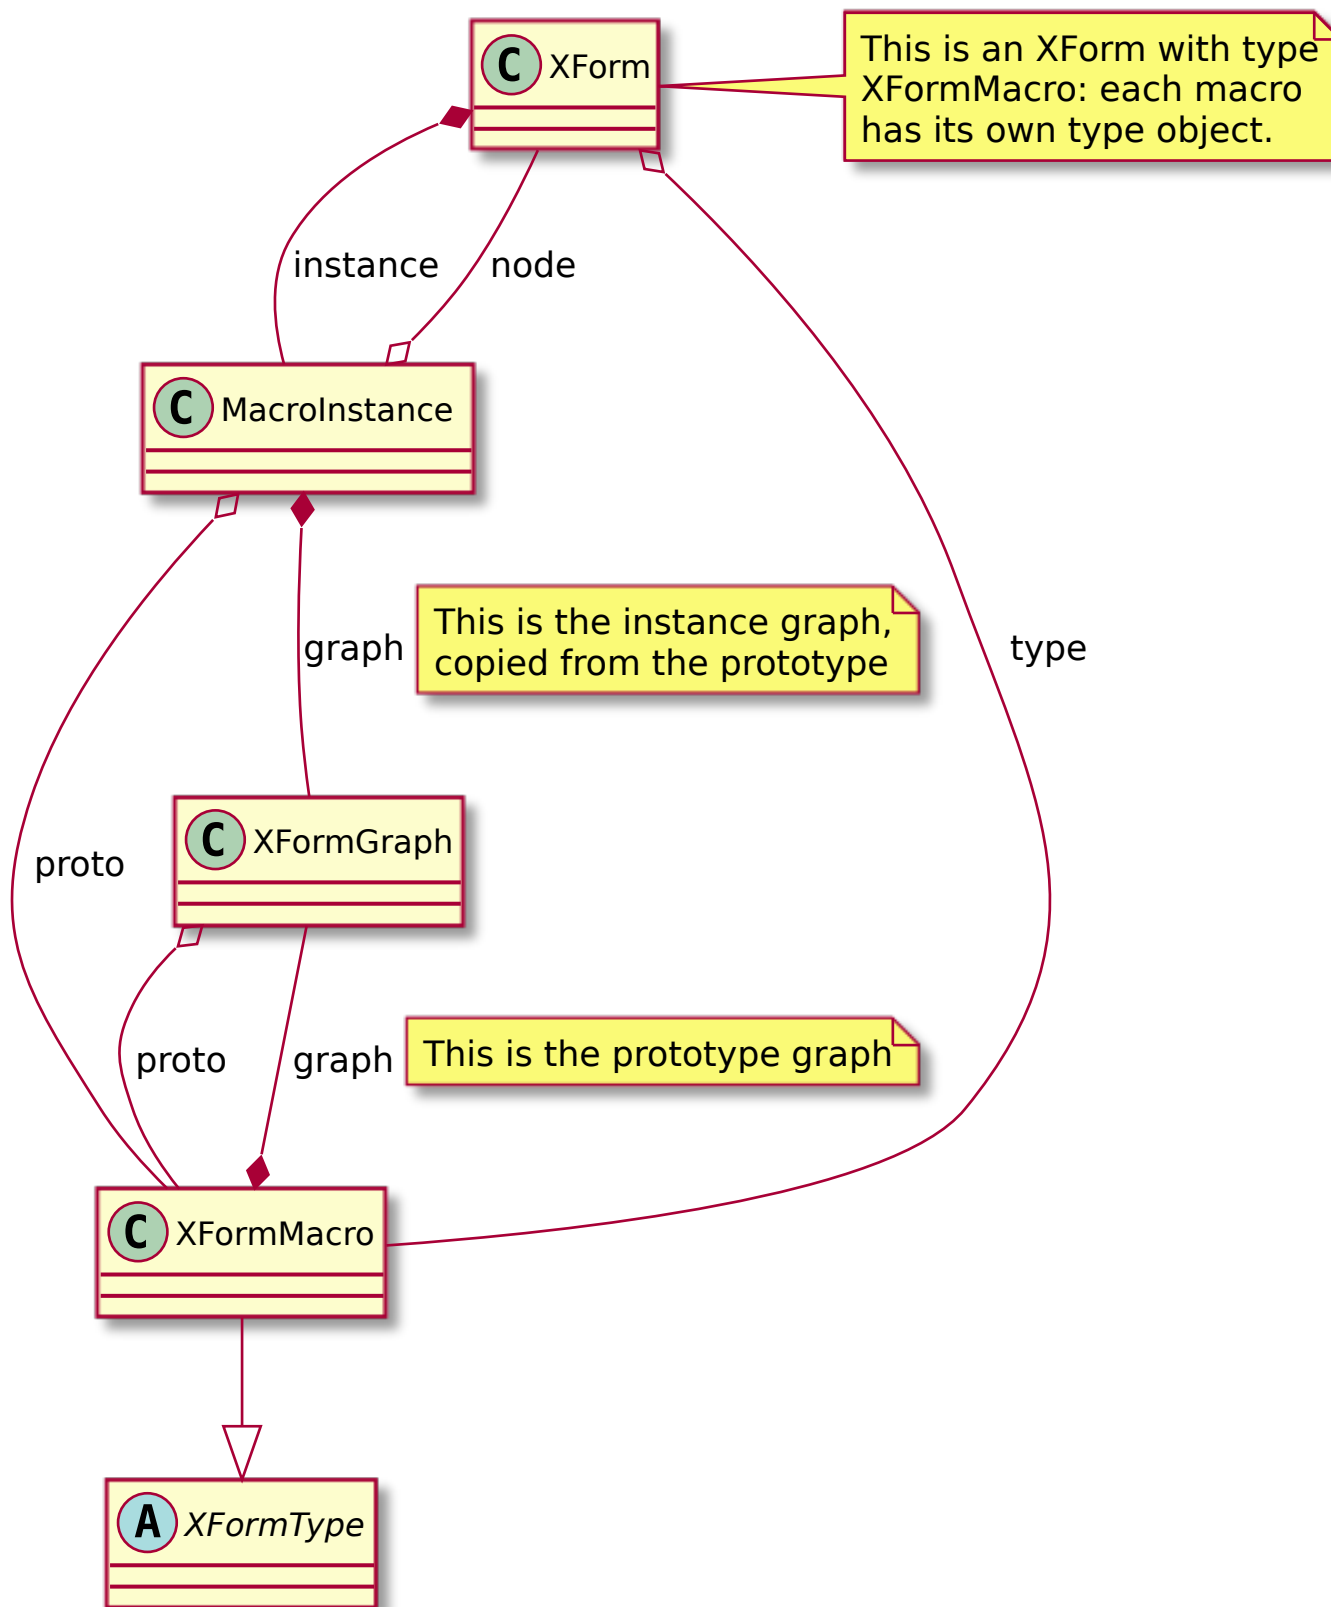 C XForm
This is an XForm with type
XFormMacro: each macro
has its own type object.
instance
node
C MacroInstance
graph
This is the instance graph,
copied from the prototype
type
C XFormGraph
proto
proto
graph
This is the prototype graph
C XFormMacro
A XFormType